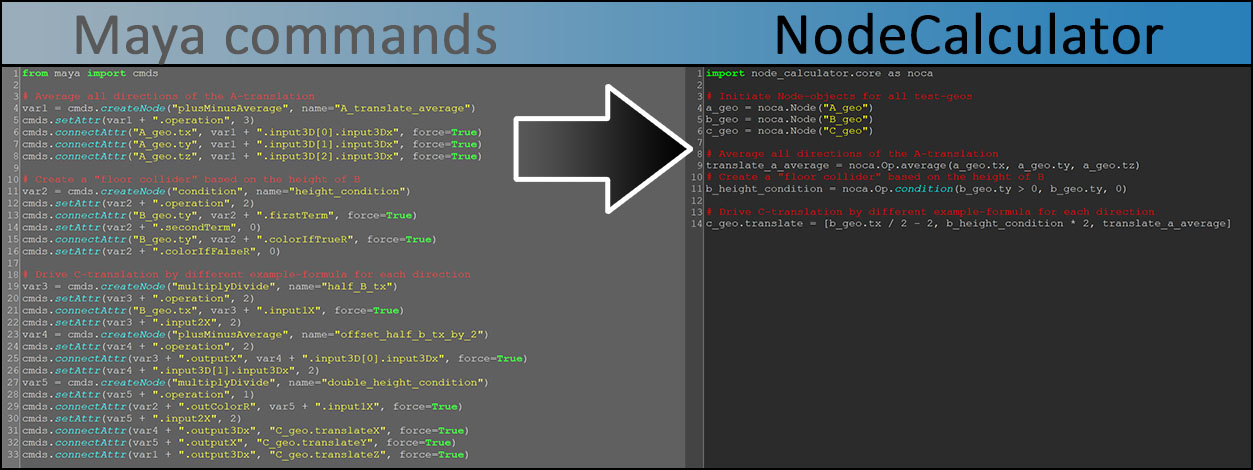 Maya commands
1 from maya import cmds
2
3 # Average all directions of the A-translation
4 var1 = cmds.createNode("plusMinusAverage", name="A_translate_average")
5 cmds.setAttr(var1 + ".operation", 3)
6 cmds.connectAttr("A_geo.tx", var1 + ".input3D[0].input3Dx", force=True)
7 cmds.connectAttr("A_geo.ty", var1 + ".input3D[1].input3Dx", force=True)
8 cmds.connectAttr("A_geo.tz", var1 + ".input3D[2].input3Dx", force=True)
9
10 # Create a "floor collider" based on the height of B
11 var2 = cmds.createNode("condition", name="height_condition")
12 cmds.setAttr(var2 + ".operation", 2)
13 cmds.connectAttr("B_geo.ty", var2 + ".firstTerm", force=True)
14 cmds.setAttr(var2 + ".secondTerm", 0)
15 cmds.connectAttr("B_geo.ty", var2 + ".colorIfTrueR", force=True)
16 cmds.setAttr(var2 + ".colorIfFalseR", 0)
17
18 # Drive C-translation by different example-formula for each direction
19 var3 = cmds.createNode("multiplyDivide", name="half_B_tx")
20 cmds.setAttr(var3 + ".operation", 2)
21 cmds.connectAttr("B_geo.tx", var3 + ".input1X", force=True)
22 cmds.setAttr(var3 + ".input2X", 2)
23 var4 = cmds.createNode("plusMinusAverage", name="offset_half_b_tx_by_2")
24 cmds.setAttr(var4 + ".operation", 2)
25 cmds.connectAttr(var3 + ".outputX", var4 + ".input3D[0].input3Dx", force=True)
26 cmds.setAttr(var4 + ".input3D[1].input3Dx", 2)
27 var5 = cmds.createNode("multiplyDivide", name="double_height_condition")
28 cmds.setAttr(var5 + ".operation", 1)
29 cmds.connectAttr(var2 + ".outColorR", var5 + ".input1X", force=True)
30 cmds.setAttr(var5 + ".input2X", 2)
31 cmds.connectAttr(var4 + ".output3Dx", "C_geo.translateX", force=True)
32 cmds.connectAttr(var5 + ".outputX", "C_geo.translateY", force=True)
33 cmds.connectAttr(var1 + ".output3Dx", "C_geo.translateZ", force=True)
NodeCalculator
1 import node_calculator.core as noca
2
3 # Initiate Node-objects for all test-geos
4 a_geo = noca.Node("A_geo")
5 b_geo = noca.Node("B_geo")
6 c_geo = noca.Node("C_geo")
7
8 # Average all directions of the A-translation
9 translate_a_average = noca.Op.average(a_geo.tx, a_geo.ty, a_geo.tz)
10 # Create a "floor collider" based on the height of B
11 b_height_condition = noca.Op.condition(b_geo.ty > 0, b_geo.ty, 0)
12
13 # Drive C-translation by different example-formula for each direction
14 c_geo.translate = [b_geo.tx / 2 - 2, b_height_condition * 2, translate_a_average]